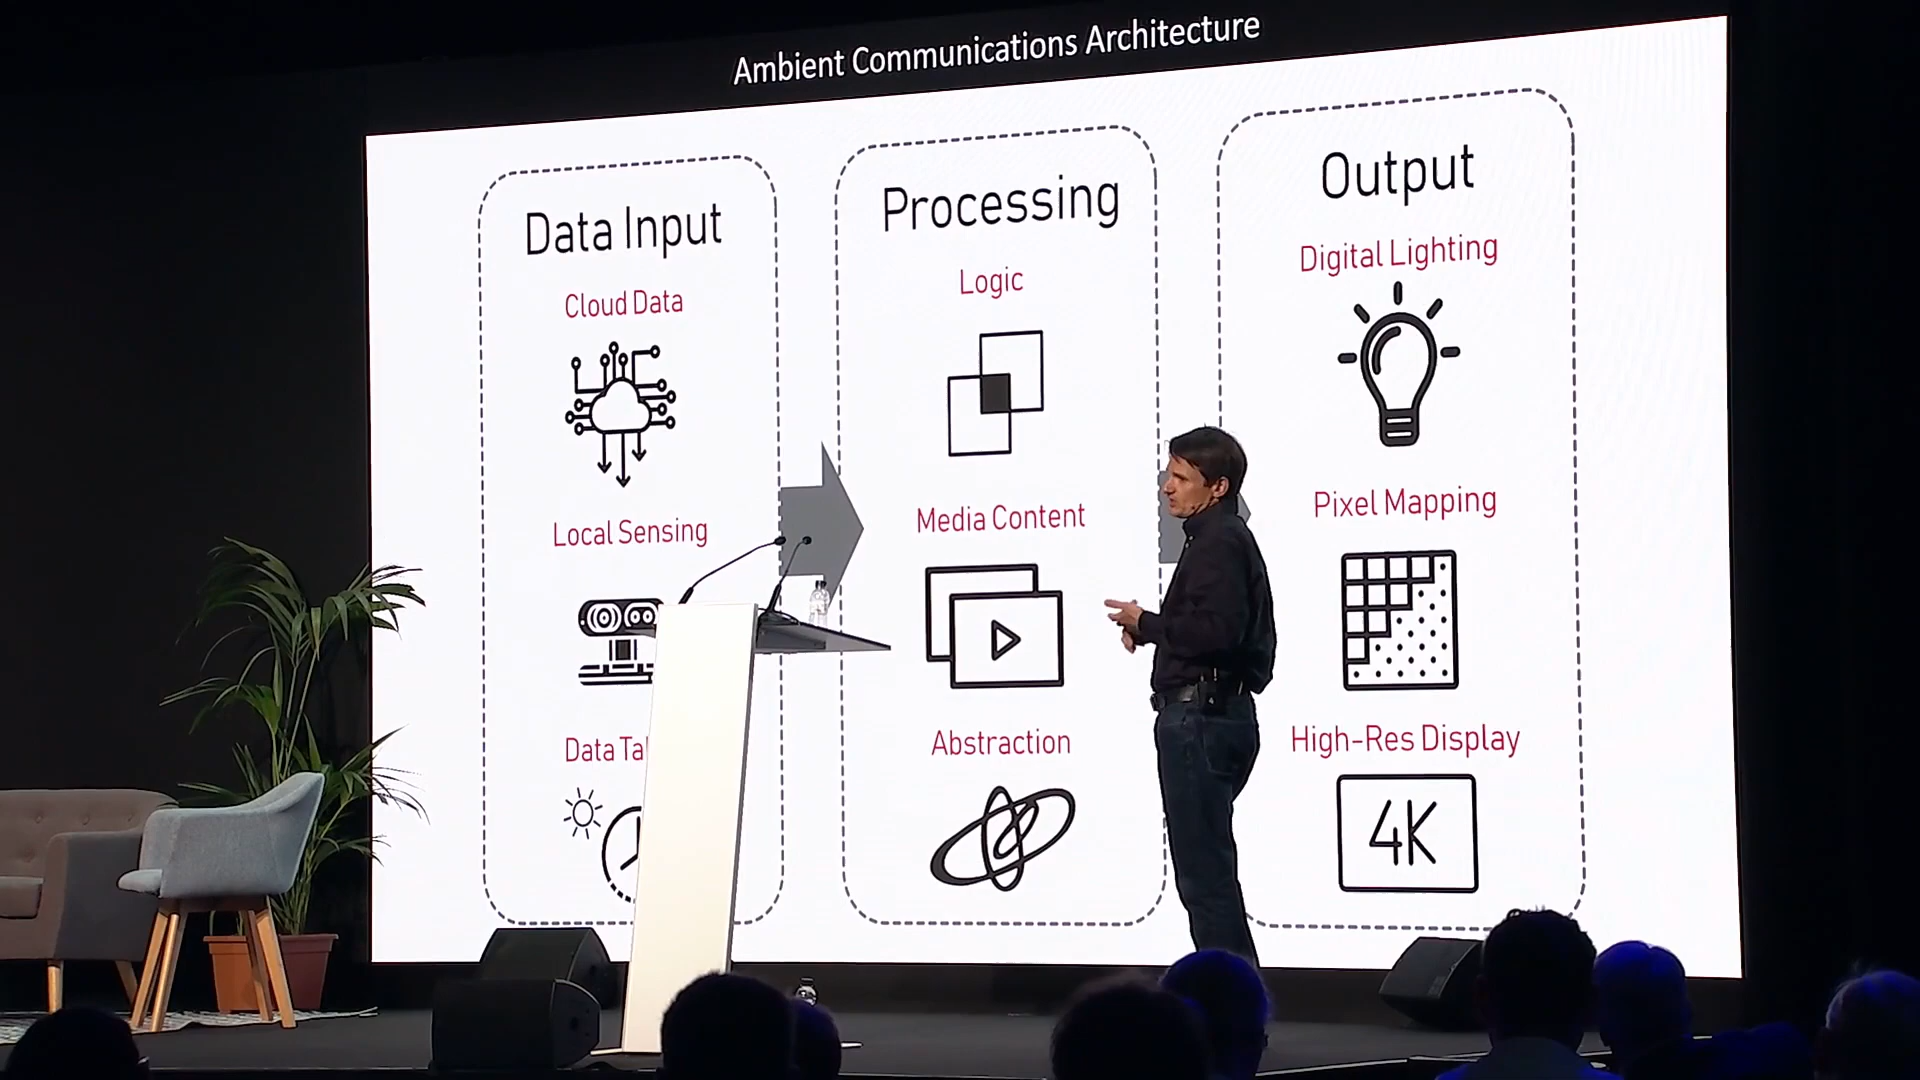 Ambient Communications Architecture
Data Input
Cloud Data
Local Sensing
Data
Processing
Logic
Media Content
Abstraction
Output
Digital Lighting
Pixel Mapping
High-Res Display
4K